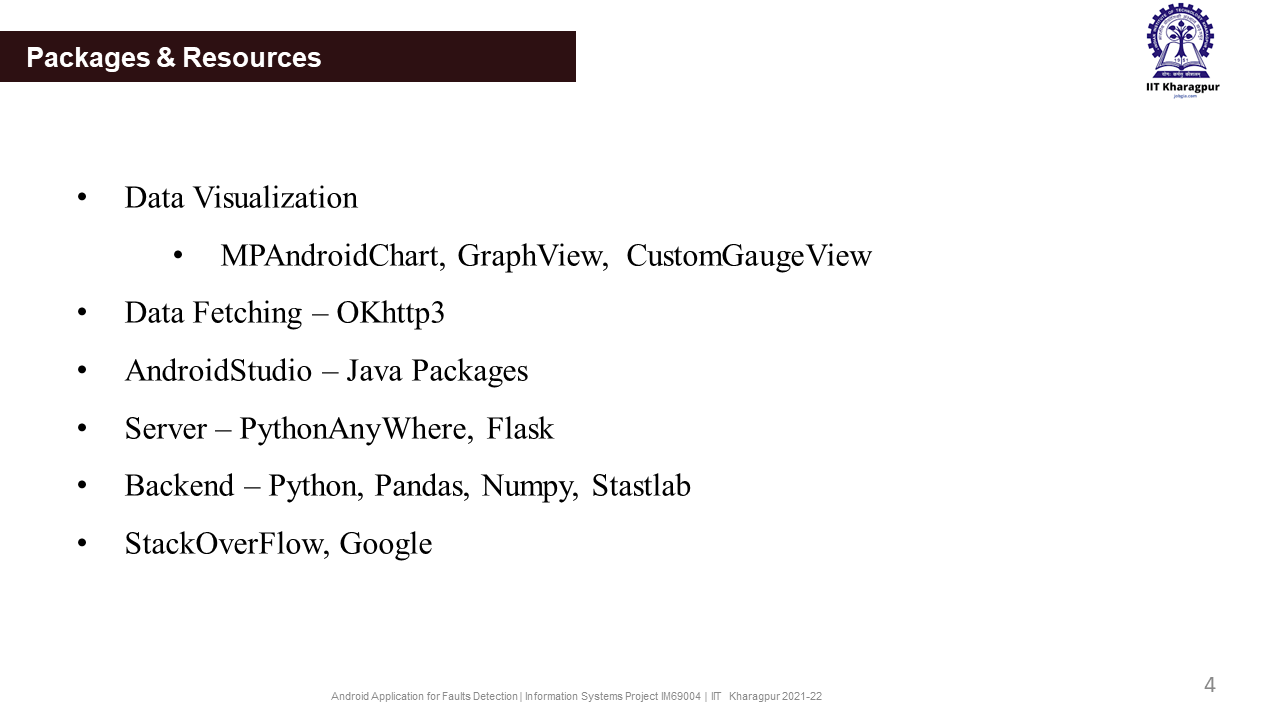 Packages & Resources
IIT Kharagpur
• Data Visualization
• MPAndroidChart, GraphView, CustomGaugeView
• Data Fetching – OKhttp3
• AndroidStudio – Java Packages
• Server – PythonAnyWhere, Flask
• Backend – Python, Pandas, Numpy, Stastlab
• StackOverFlow, Google
Android Application for Faults Detection | Information Systems Project IM69004 | IIT Kharagpur 2021-22
4